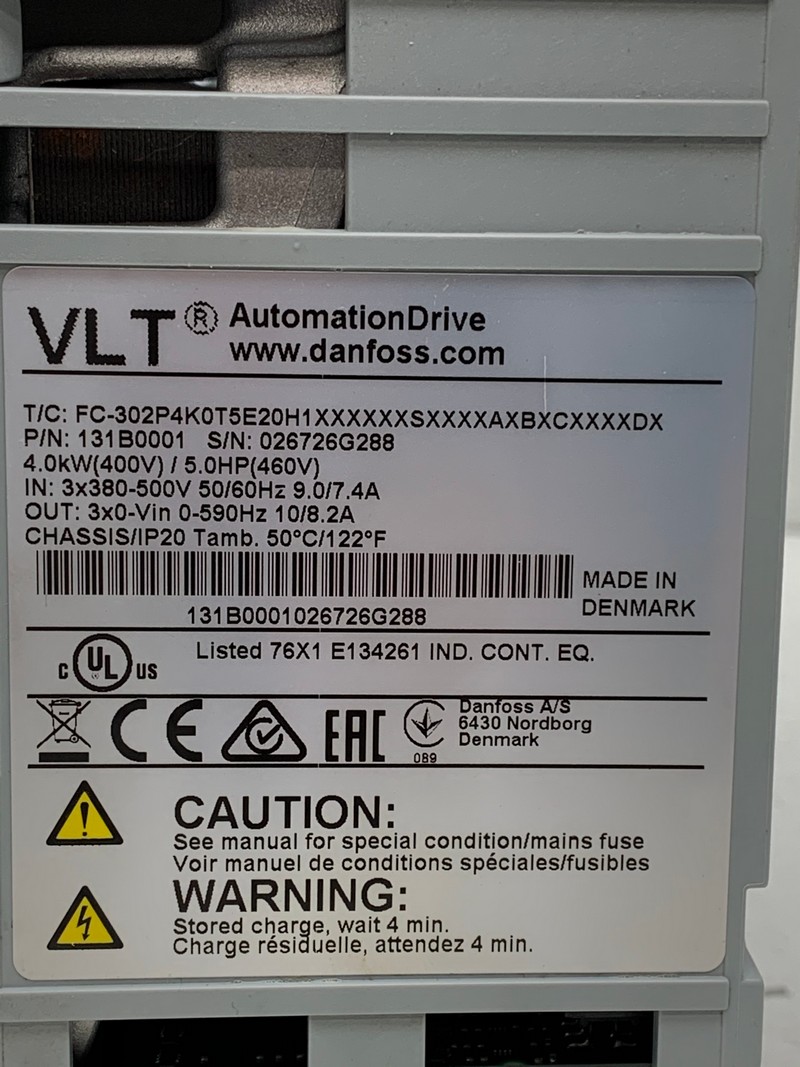 VLT® AutomationDrive
www.danfoss.com
T/C: FC-302P4K0T5E20H1XXXXXXSXXXXAXBXCXXXXDX
P/N: 131B0001 S/N: 026726G288
4.0kW(400V) / 5.0HP(460V)
IN: 3x380-500V 50/60Hz 9.0/7.4A
OUT: 3x0-Vin 0-590Hz 10/8.2A
CHASSIS/IP20 Tamb. 50°C/122°F
MADE IN
DENMARK
131B0001026726G288
C UL US
Listed 76X1 E134261 IND. CONT. EQ.
CE EAC
089
Danfoss A/S
6430 Nordborg
Denmark
CAUTION:
See manual for special condition/mains fuse
Voir manuel de conditions spéciales/fusibles
WARNING:
Stored charge, wait 4 min.
Charge résiduelle, attendez 4 min.